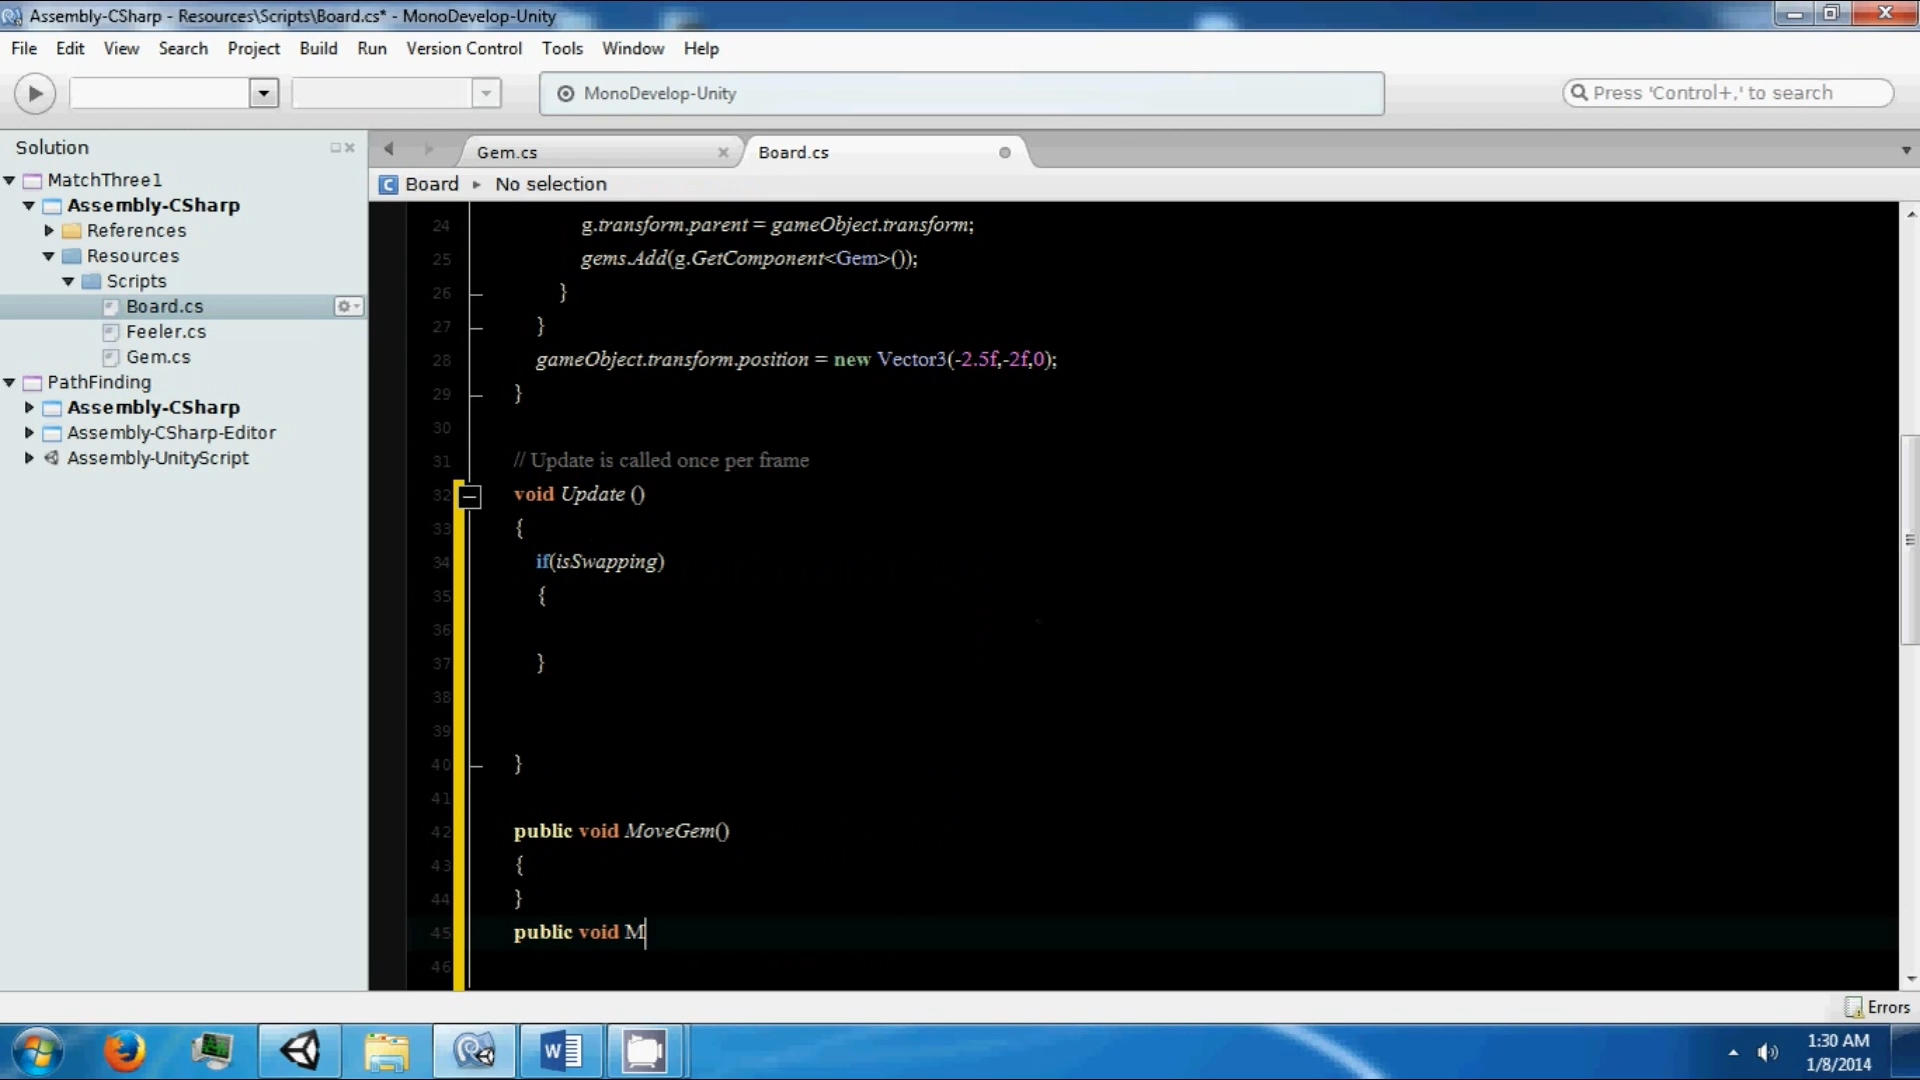 Assembly-CSharp - Resources\Scripts\Board.cs* - MonoDevelop-Unity
File Edit View Search Project Build Run Version Control Tools Window Help
MonoDevelop-Unity
Press 'Control+,' to search
Solution
MatchThree1
Assembly-CSharp
References
Resources
Scripts
Board.cs
Feeler.cs
Gem.cs
PathFinding
Assembly-CSharp
Assembly-CSharp-Editor
Assembly-UnityScript
Gem.cs Board.cs
Board No selection
24 g.transform.parent = gameObject.transform;
25 gems.Add(g.GetComponent<Gem>());
26 }
27 }
28 gameObject.transform.position = new Vector3(-2.5f,-2f,0);
29 }
30
31 // Update is called once per frame
32 void Update ()
33 {
34 if(isSwapping)
35 {
36
37 }
38
39
40 }
41
42 public void MoveGem()
43 {
44 }
45 public void M
46
Errors
1:30 AM
1/8/2014